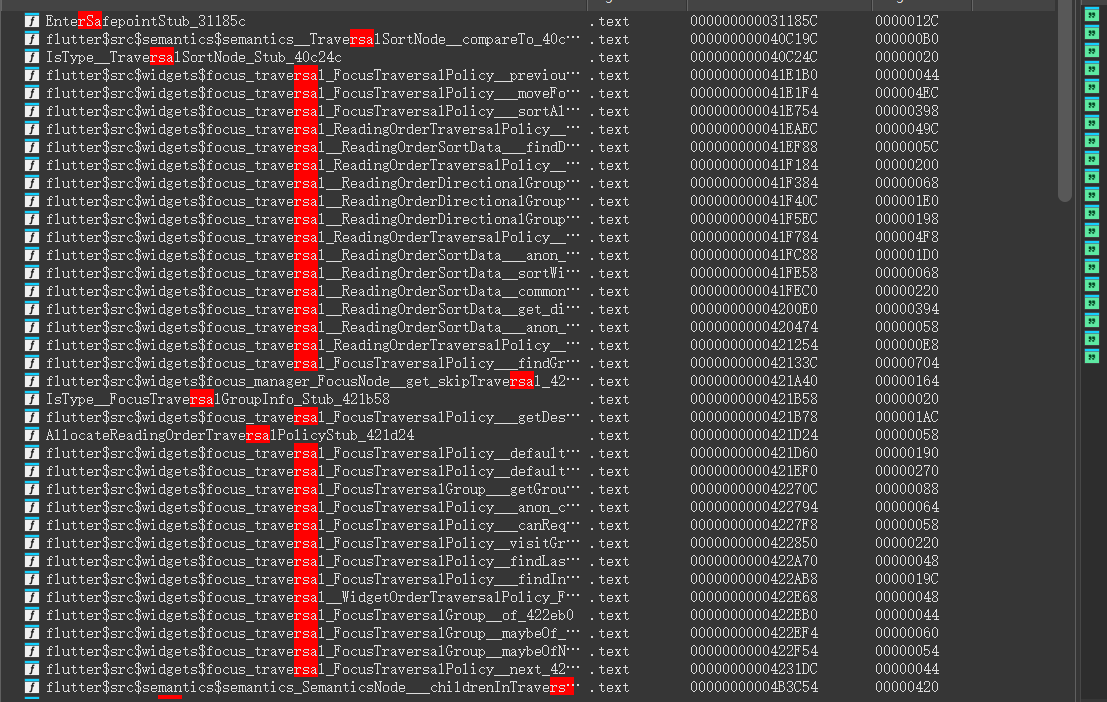 EnterSafepointStub_31185c .text 000000000031185C 0000012C
flutter$src$semantics$semantics__TraversalSortNode__compareTo_40c… .text 000000000040C19C 000000B0
IsType__TraversalSortNode_Stub_40c24c .text 000000000040C24C 00000020
flutter$src$widgets$focus_traversal_FocusTraversalPolicy__previou… .text 000000000041E1B0 00000044
flutter$src$widgets$focus_traversal_FocusTraversalPolicy___moveFo… .text 000000000041E1F4 000004EC
flutter$src$widgets$focus_traversal_FocusTraversalPolicy___sortAl… .text 000000000041E754 00000398
flutter$src$widgets$focus_traversal_ReadingOrderTraversalPolicy__… .text 000000000041EAEC 0000049C
flutter$src$widgets$focus_traversal__ReadingOrderSortData___findD… .text 000000000041EF88 0000005C
flutter$src$widgets$focus_traversal_ReadingOrderTraversalPolicy__… .text 000000000041F184 00000200
flutter$src$widgets$focus_traversal__ReadingOrderDirectionalGroup… .text 000000000041F384 00000068
flutter$src$widgets$focus_traversal__ReadingOrderDirectionalGroup… .text 000000000041F40C 000001E0
flutter$src$widgets$focus_traversal__ReadingOrderDirectionalGroup… .text 000000000041F5EC 00000198
flutter$src$widgets$focus_traversal_ReadingOrderTraversalPolicy__… .text 000000000041F784 000004F8
flutter$src$widgets$focus_traversal__ReadingOrderSortData___anon_… .text 000000000041FC88 000001D0
flutter$src$widgets$focus_traversal__ReadingOrderSortData__sortWi… .text 000000000041FE58 00000068
flutter$src$widgets$focus_traversal__ReadingOrderSortData__common… .text 000000000041FEC0 00000220
flutter$src$widgets$focus_traversal__ReadingOrderSortData__get_di… .text 00000000004200E0 00000394
flutter$src$widgets$focus_traversal__ReadingOrderSortData___anon_… .text 0000000000420474 00000058
flutter$src$widgets$focus_traversal_ReadingOrderTraversalPolicy__… .text 0000000000421254 000000E8
flutter$src$widgets$focus_traversal_FocusTraversalPolicy___findGr… .text 000000000042133C 00000704
flutter$src$widgets$focus_manager_FocusNode__get_skipTraversal_42… .text 0000000000421A40 00000164
IsType__FocusTraversalGroupInfo_Stub_421b58 .text 0000000000421B58 00000020
flutter$src$widgets$focus_traversal_FocusTraversalPolicy___getDes… .text 0000000000421B78 000001AC
AllocateReadingOrderTraversalPolicyStub_421d24 .text 0000000000421D24 00000058
flutter$src$widgets$focus_traversal_FocusTraversalPolicy__default… .text 0000000000421D60 00000190
flutter$src$widgets$focus_traversal_FocusTraversalPolicy__default… .text 0000000000421EF0 00000270
flutter$src$widgets$focus_traversal_FocusTraversalGroup___getGrou… .text 000000000042270C 00000088
flutter$src$widgets$focus_traversal_FocusTraversalPolicy___anon_c… .text 0000000000422794 00000064
flutter$src$widgets$focus_traversal_FocusTraversalPolicy___canReq… .text 00000000004227F8 00000058
flutter$src$widgets$focus_traversal_FocusTraversalPolicy__visitGr… .text 0000000000422850 00000220
flutter$src$widgets$focus_traversal_FocusTraversalPolicy__findLas… .text 0000000000422A70 00000048
flutter$src$widgets$focus_traversal_FocusTraversalPolicy___findIn… .text 0000000000422AB8 0000019C
flutter$src$widgets$focus_traversal__WidgetOrderTraversalPolicy_F… .text 0000000000422E68 00000048
flutter$src$widgets$focus_traversal_FocusTraversalGroup__of_422eb0 .text 0000000000422EB0 00000044
flutter$src$widgets$focus_traversal_FocusTraversalGroup__maybeOf_… .text 0000000000422EF4 00000060
flutter$src$widgets$focus_traversal_FocusTraversalGroup__maybeOfN… .text 0000000000422F54 00000054
flutter$src$widgets$focus_traversal_FocusTraversalPolicy__next_42… .text 00000000004231DC 00000044
flutter$src$semantics$semantics_SemanticsNode___childrenInTravers… .text 00000000004B3C54 00000420